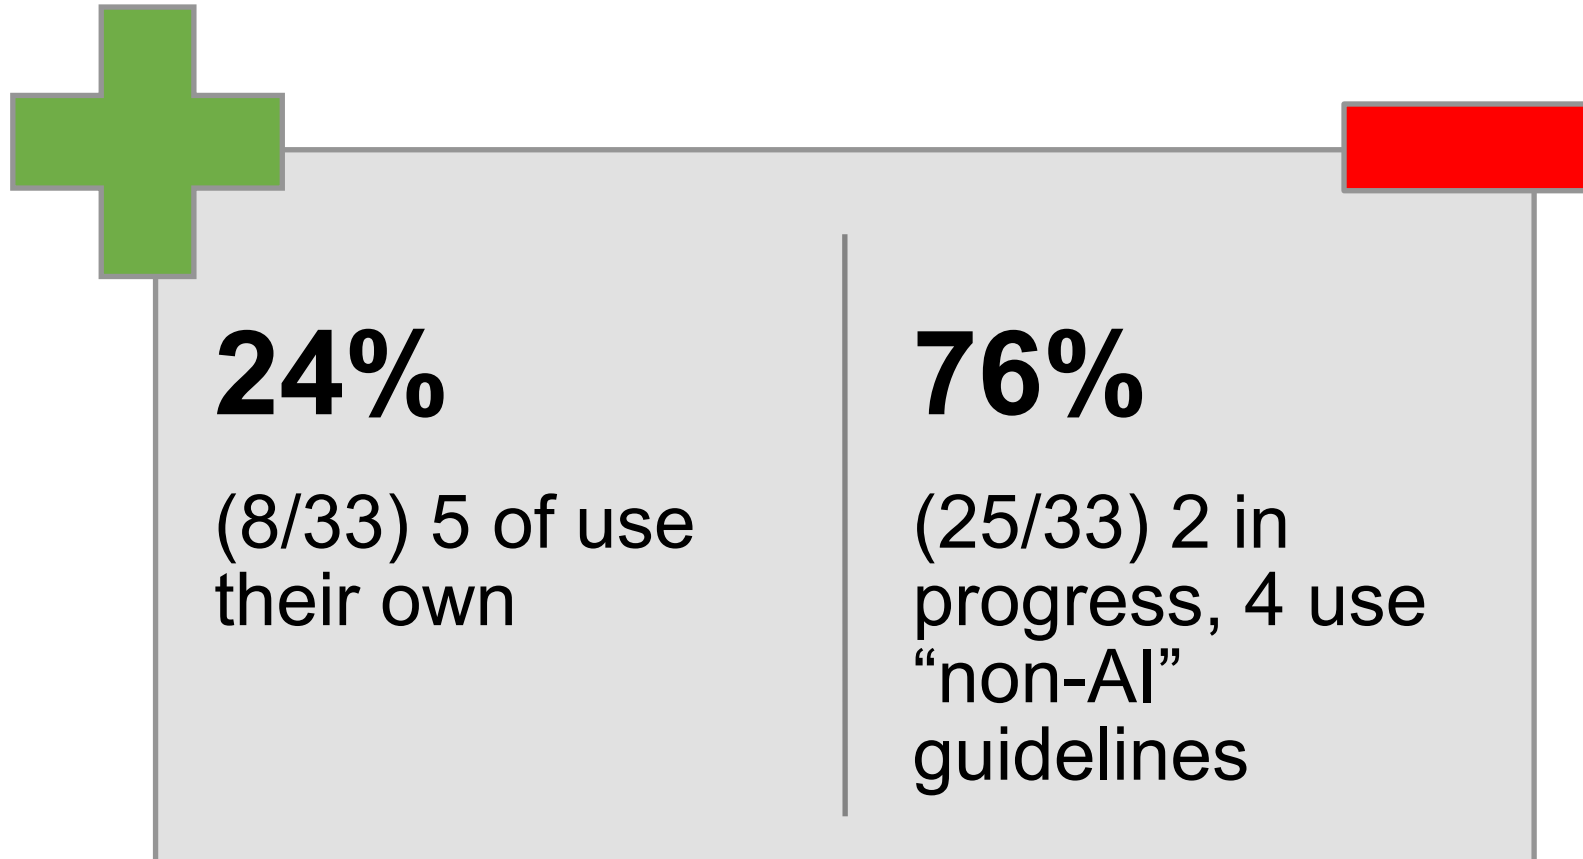 24%
(8/33) 5 of use
their own
76%
(25/33) 2 in
progress, 4 use
“non-AI”
guidelines